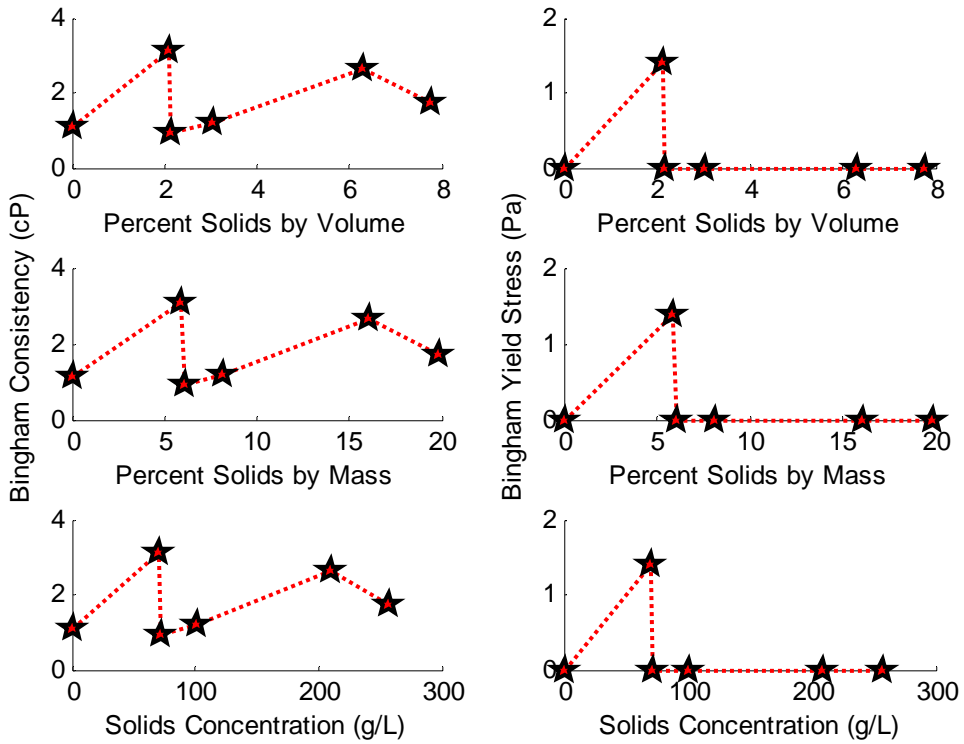 4
2
0
0 2 4 6 8
Percent Solids by Volume
2
1
0
0 2 4 6 8
Percent Solids by Volume
Bingham Consistency (cP)
4
2
0
0 5 10 15 20
Percent Solids by Mass
Bingham Yield Stress (Pa)
2
1
0
0 5 10 15 20
Percent Solids by Mass
4
2
0
0 100 200 300
Solids Concentration (g/L)
2
1
0
0 100 200 300
Solids Concentration (g/L)